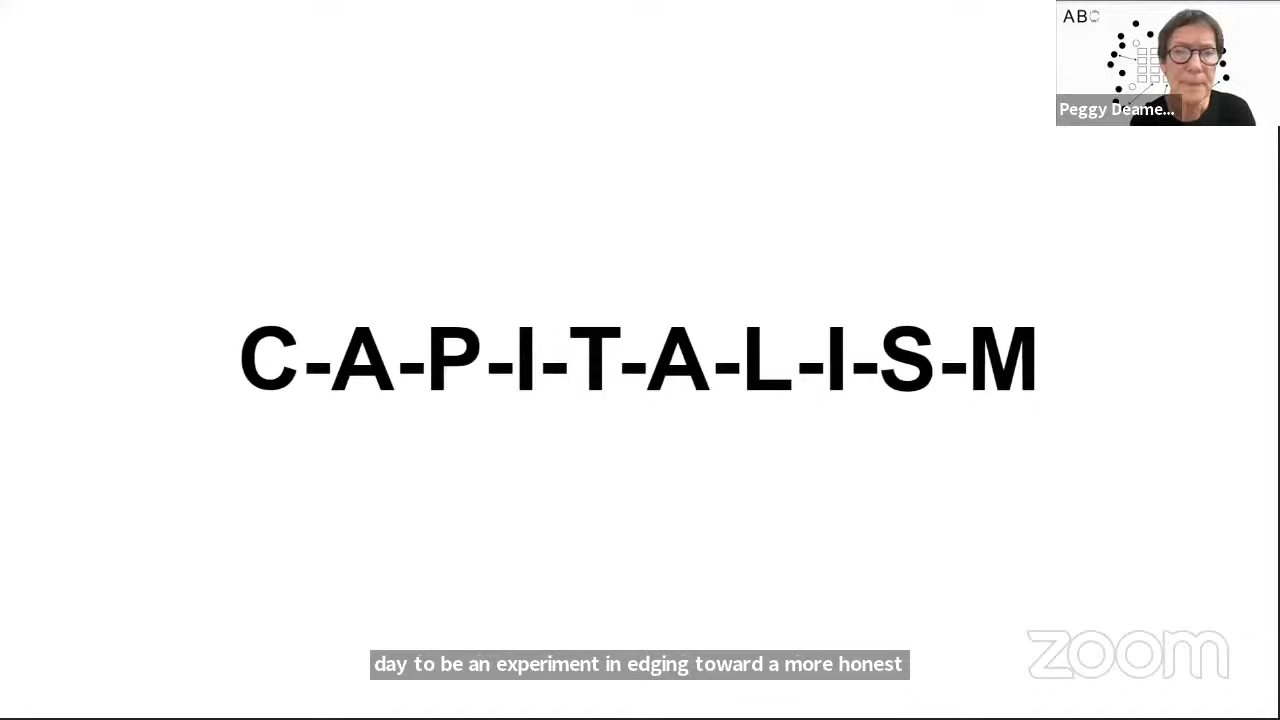 ABC
Peggy Deame...
C-A-P-I-T-A-L-I-S-M
day to be an experiment in edging toward a more honest
zoom